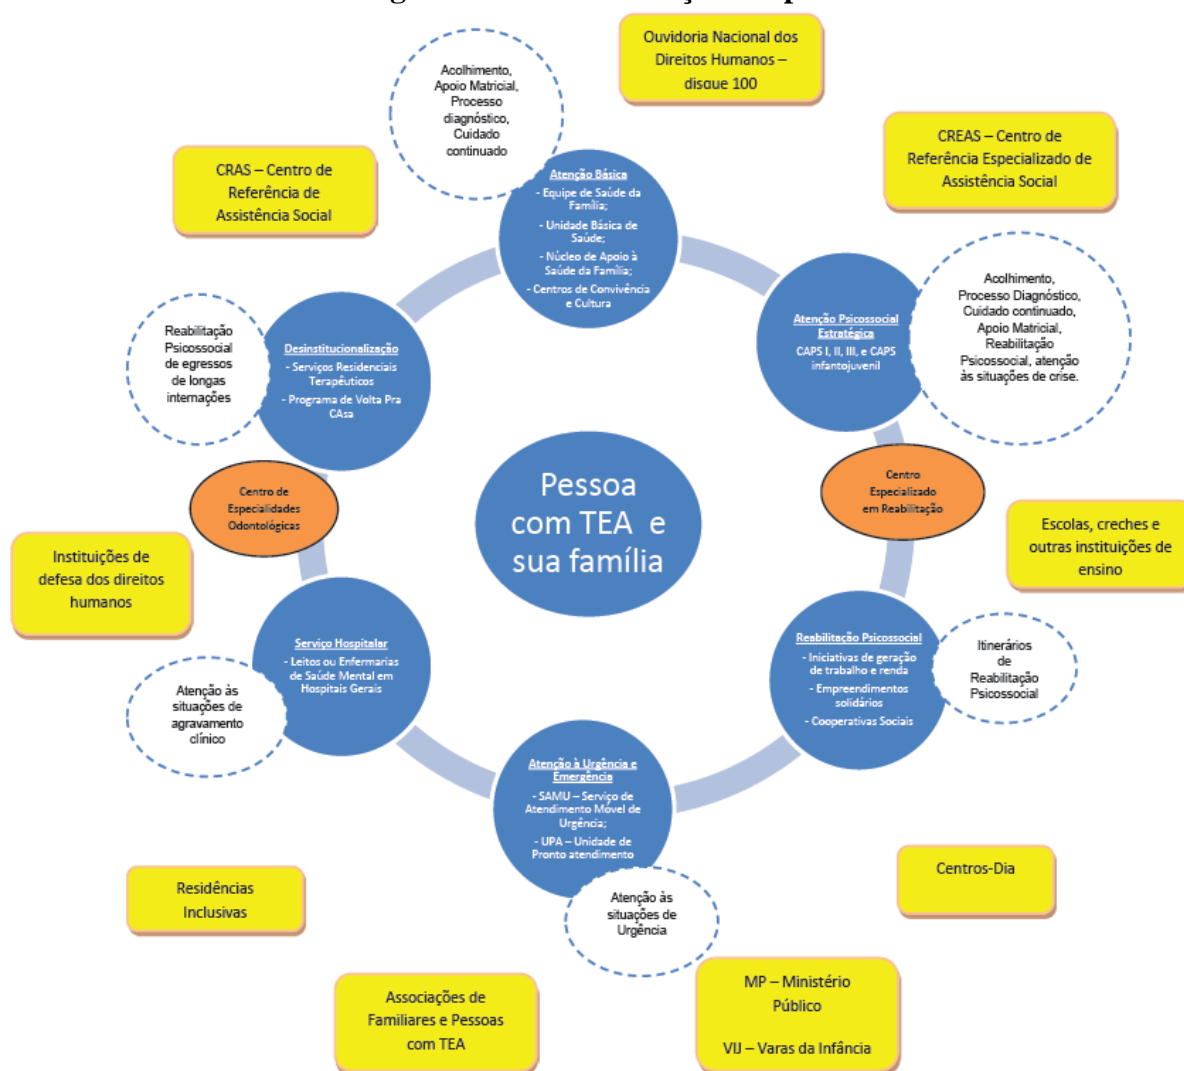 Ouvidoria Nacional dos
Direitos Humanos –
disque 100
Acolhimento,
Apoio Matricial,
Processo
diagnóstico,
Cuidado
continuado
CREAS – Centro de
Referência Especializado de
Assistência Social
CRAS – Centro de
Referência de
Assistência Social
Atenção Básica
- Equipe de Saúde da
Família;
- Unidade Básica de
Saúde;
- Núcleo de Apoio à
Saúde da Família;
- Centros de Convivência
e Cultura
Acolhimento,
Processo Diagnóstico,
Cuidado continuado,
Apoio Matricial,
Reabilitação
Psicossocial, atenção
às situações de crise.
Atenção Psicossocial
Estratégica
CAPS I, II, III, e CAPS
infantojuvenil
Reabilitação
Psicossocial
de egressos
de longas
internações
Desinstitucionalização
- Serviços Residenciais
Terapêuticos
- Programa de Volta Pra
CAsa
Pessoa
com TEA e
sua família
Centro de
Especialidades
Odontológicas
Centro
Especializado
em Reabilitação
Escolas, creches e
outras instituições de
ensino
Instituições de
defesa dos direitos
humanos
Serviço Hospitalar
- Leitos ou Enfermarias
de Saúde Mental em
Hospitais Gerais
Reabilitação Psicossocial
- Iniciativas de geração
de trabalho e renda
- Empreendimentos
solidários
- Cooperativas Sociais
Itinerários
de
Reabilitação
Psicossocial
Atenção às
situações de
agravamento
clínico
Atenção à Urgência e
Emergência
- SAMU – Serviço de
Atendimento Móvel de
Urgência;
- UPA – Unidade de
Pronto atendimento
Centros-Dia
Residências
Inclusivas
Atenção às
situações de
Urgência
MP – Ministério
Público
VIJ – Varas da Infância
Associações de
Familiares e Pessoas
com TEA